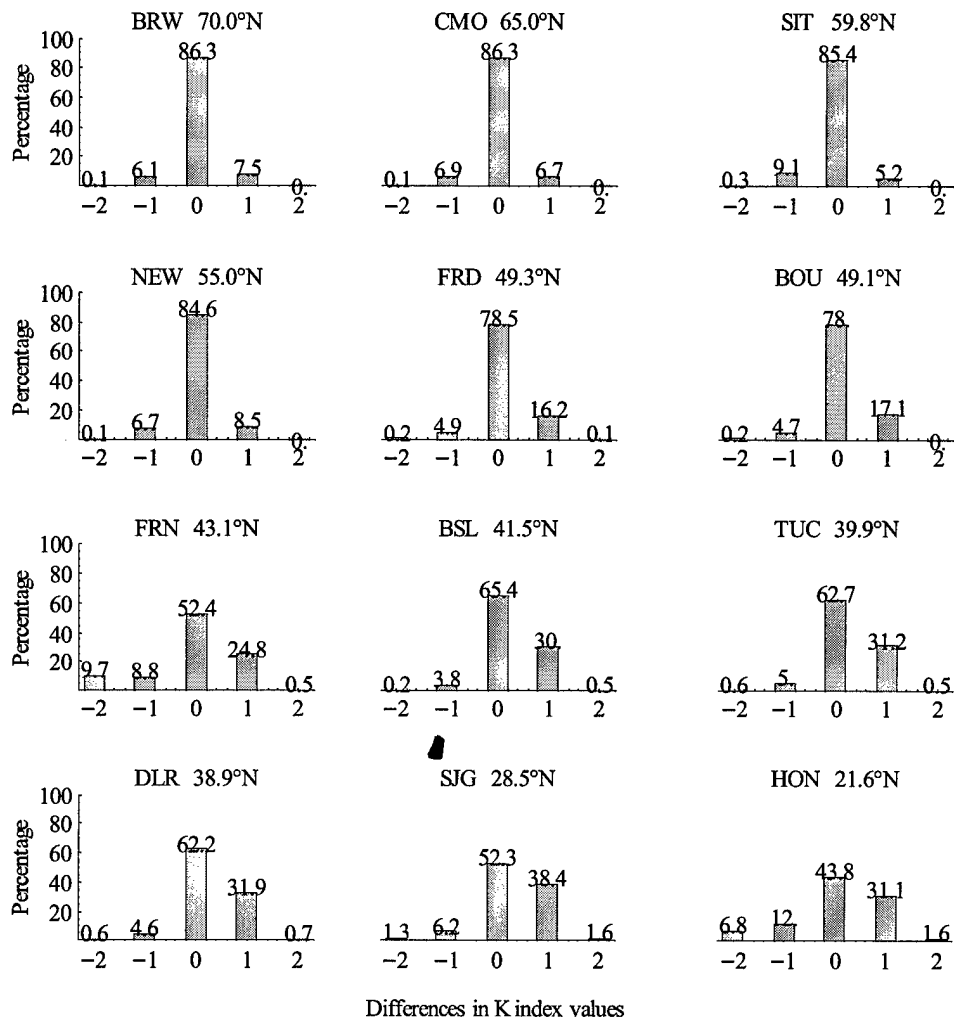 BRW 70.0°N
CMO 65.0°N
SIT 59.8°N
Percentage
100
80
60
40
20
0.1 6.1 86.3 7.5 0.
−2 −1 0 1 2
0.1 6.9 86.3 6.7 0.
−2 −1 0 1 2
0.3 9.1 85.4 5.2 0.
−2 −1 0 1 2
NEW 55.0°N
FRD 49.3°N
BOU 49.1°N
Percentage
100
80
60
40
20
0.1 6.7 84.6 8.5 0.
−2 −1 0 1 2
0.2 4.9 78.5 16.2 0.1
−2 −1 0 1 2
0.2 4.7 78. 17.1 0.
−2 −1 0 1 2
FRN 43.1°N
BSL 41.5°N
TUC 39.9°N
Percentage
100
80
60
40
20
9.7 8.8 52.4 24.8 0.5
−2 −1 0 1 2
0.2 3.8 65.4 30. 0.5
−2 −1 0 1 2
0.6 5. 62.7 31.2 0.5
−2 −1 0 1 2
DLR 38.9°N
SJG 28.5°N
HON 21.6°N
Percentage
100
80
60
40
20
0.6 4.6 62.2 31.9 0.7
−2 −1 0 1 2
1.3 6.2 52.3 38.4 1.6
−2 −1 0 1 2
6.8 12. 43.8 31.1 1.6
−2 −1 0 1 2
Differences in K index values